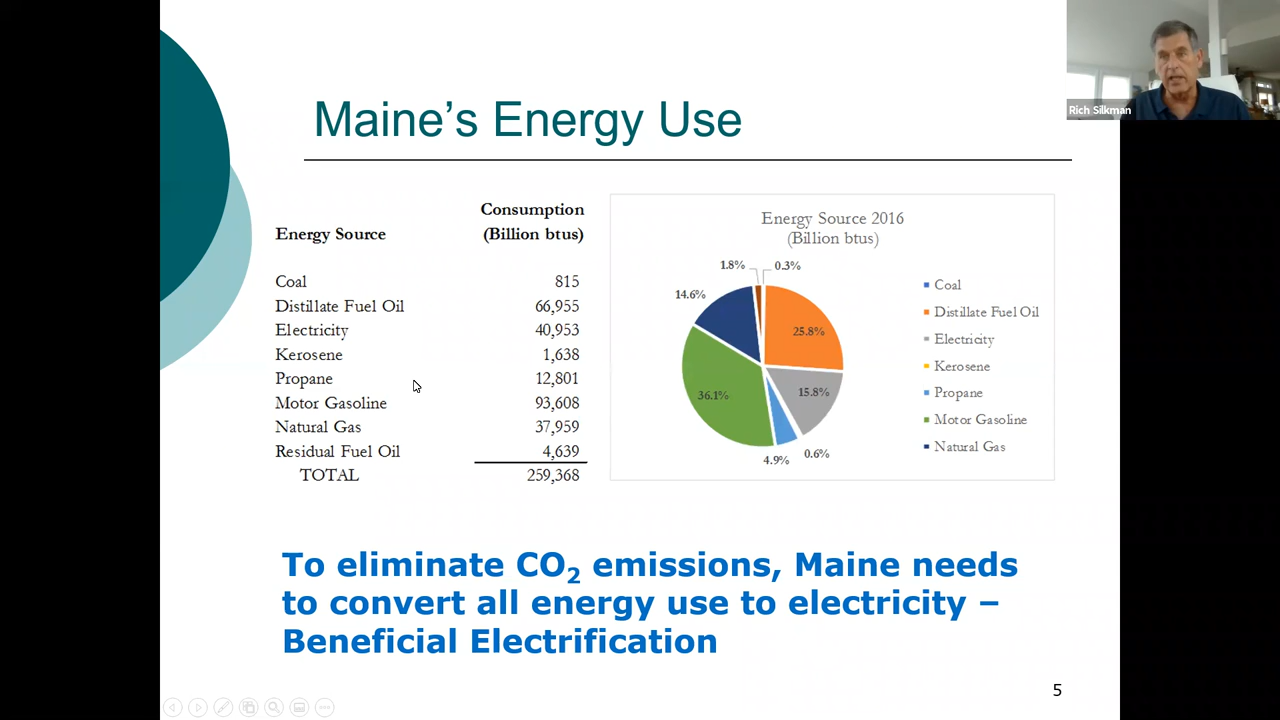 Rich Silkman
Maine's Energy Use
Energy Source Consumption (Billion btus)
Coal 815
Distillate Fuel Oil 66,955
Electricity 40,953
Kerosene 1,638
Propane 12,801
Motor Gasoline 93,608
Natural Gas 37,959
Residual Fuel Oil 4,639
TOTAL 259,368
Energy Source 2016
(Billion btus)
1.8%
0.3%
14.6%
25.8%
36.1%
15.8%
4.9%
0.6%
Coal
Distillate Fuel Oil
Electricity
Kerosene
Propane
Motor Gasoline
Natural Gas
To eliminate CO₂ emissions, Maine needs
to convert all energy use to electricity –
Beneficial Electrification
5